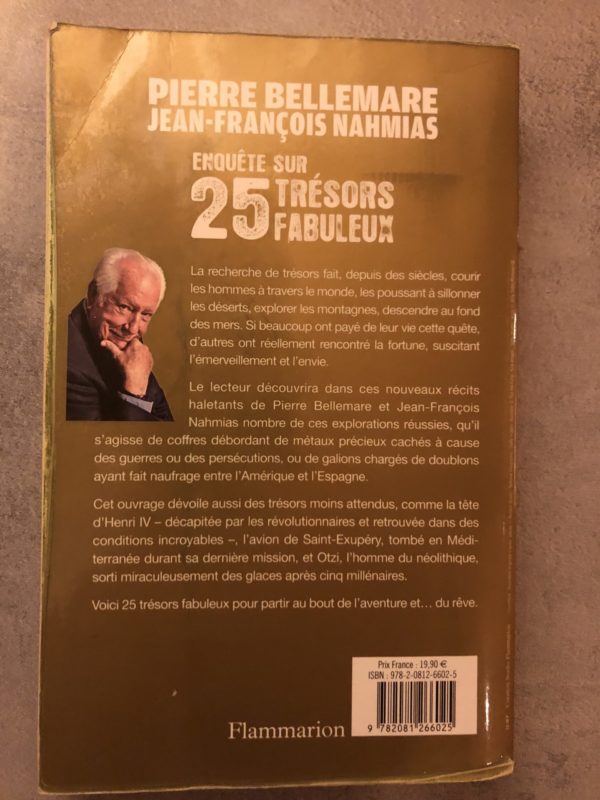 PIERRE BELLEMARE
JEAN-FRANÇOIS NAHMIAS
ENQUÊTE SUR
25 TRÉSORS
FABULEUX
La recherche de trésors fait, depuis des siècles, courir
les hommes à travers le monde, les poussant à sillonner
les déserts, explorer les montagnes, descendre au fond
des mers. Si beaucoup ont payé de leur vie cette quête,
d'autres ont réellement rencontré la fortune, suscitant
l'émerveillement et l'envie.
Le lecteur découvrira dans ces nouveaux récits
haletants de Pierre Bellemare et Jean-François
Nahmias nombre de ces explorations réussies, qu'il
s'agisse de coffres débordant de métaux précieux cachés à cause
des guerres ou des persécutions, ou de galions chargés de doublons
ayant fait naufrage entre l'Amérique et l'Espagne.
Cet ouvrage dévoile aussi des trésors moins attendus, comme la tête
d'Henri IV – décapitée par les révolutionnaires et retrouvée dans des
conditions incroyables –, l'avion de Saint-Exupéry, tombé en Médi-
terranée durant sa dernière mission, et Otzi, l'homme du néolithique,
sorti miraculeusement des glaces après cinq millénaires.
Voici 25 trésors fabuleux pour partir au bout de l'aventure et... du rêve.
Prix France : 19,90 €
ISBN : 978-2-0812-6602-5
9 782081 266025
Flammarion